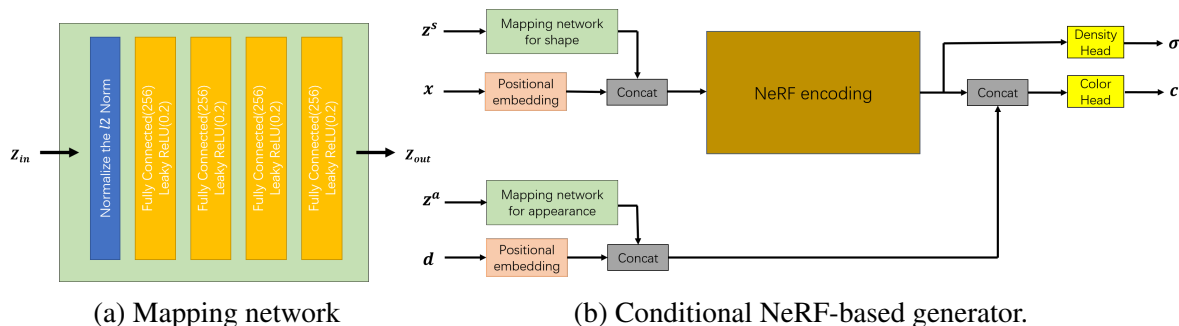 z_in
Normalize the l2 Norm
Fully Connected(256)
Leaky ReLU(0.2)
Fully Connected(256)
Leaky ReLU(0.2)
Fully Connected(256)
Leaky ReLU(0.2)
Fully Connected(256)
Leaky ReLU(0.2)
z_out
(a) Mapping network
z^s
Mapping network
for shape
x
Positional
embedding
Concat
NeRF encoding
Concat
Density
Head
σ
Color
Head
c
z^a
Mapping network
for appearance
d
Positional
embedding
Concat
(b) Conditional NeRF-based generator.